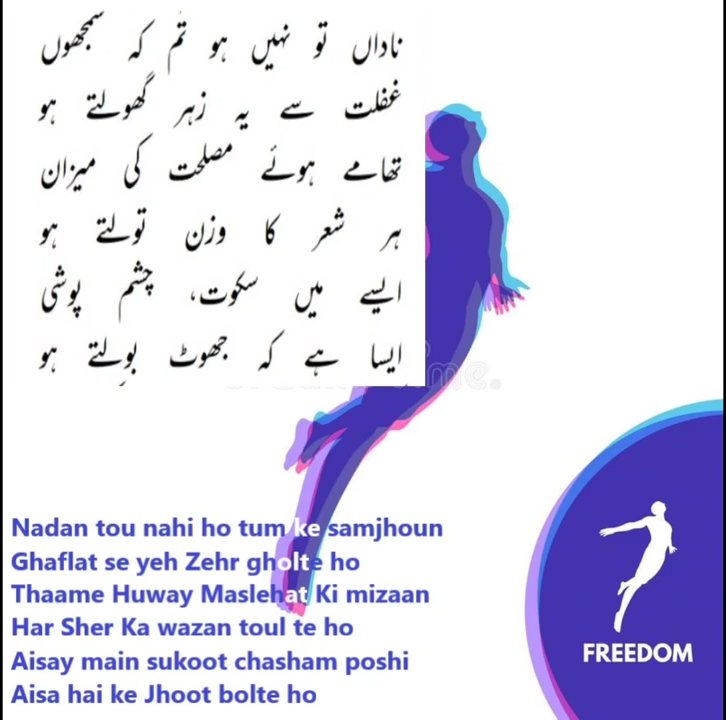 ناداں تو نہیں ہو تم کہ سمجھوں
غفلت سے یہ زہر گھولتے ہو
تھامے ہوئے مصلحت کی میزان
ہر شعر کا وزن تولتے ہو
ایسے میں سکوت، چشم پوشی
ایسا ہے کہ جھوٹ بولتے ہو
Nadan tou nahi ho tum ke samjhoun
Ghaflat se yeh Zehr gholte ho
Thaame Huway Maslehat Ki mizaan
Har Sher Ka wazan toul te ho
Aisay main sukoot chasham poshi
Aisa hai ke Jhoot bolte ho
FREEDOM